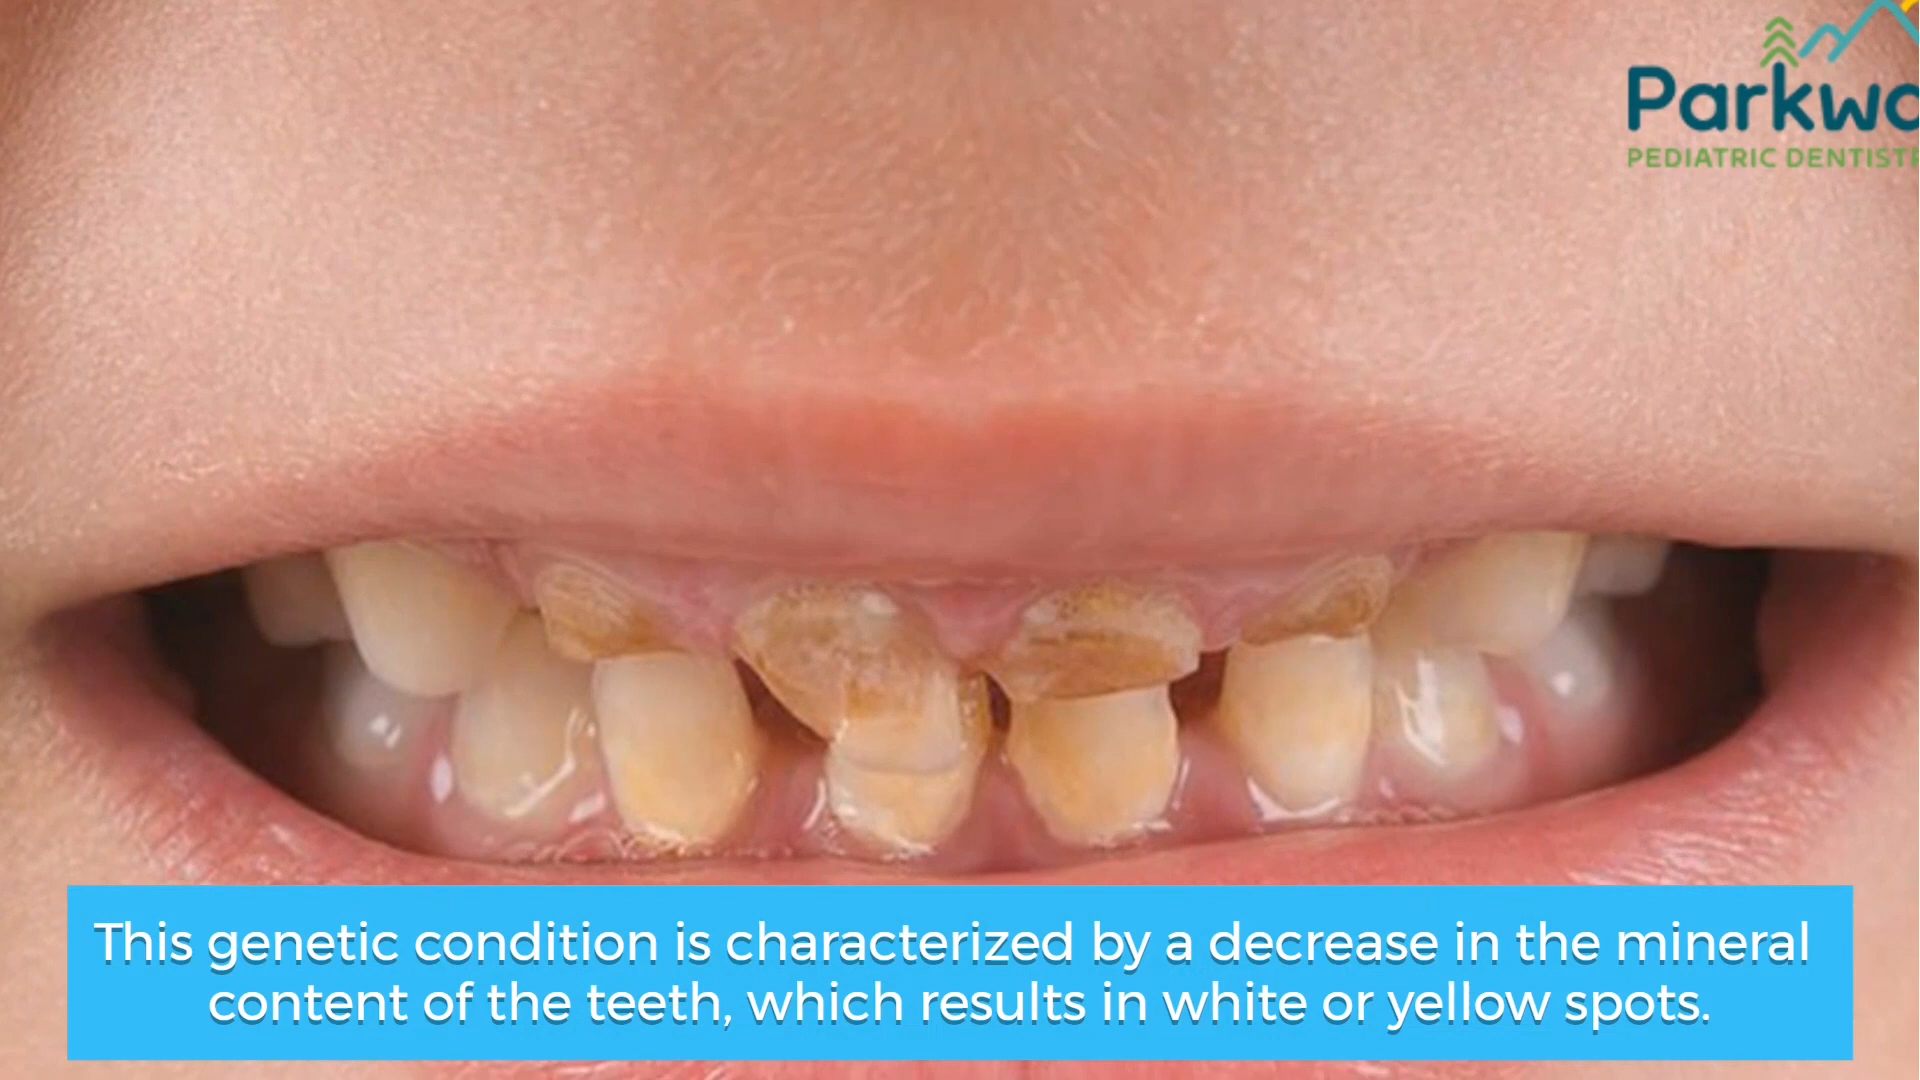 Parkwa
PEDIATRIC DENTISTR
This genetic condition is characterized by a decrease in the mineral
content of the teeth, which results in white or yellow spots.